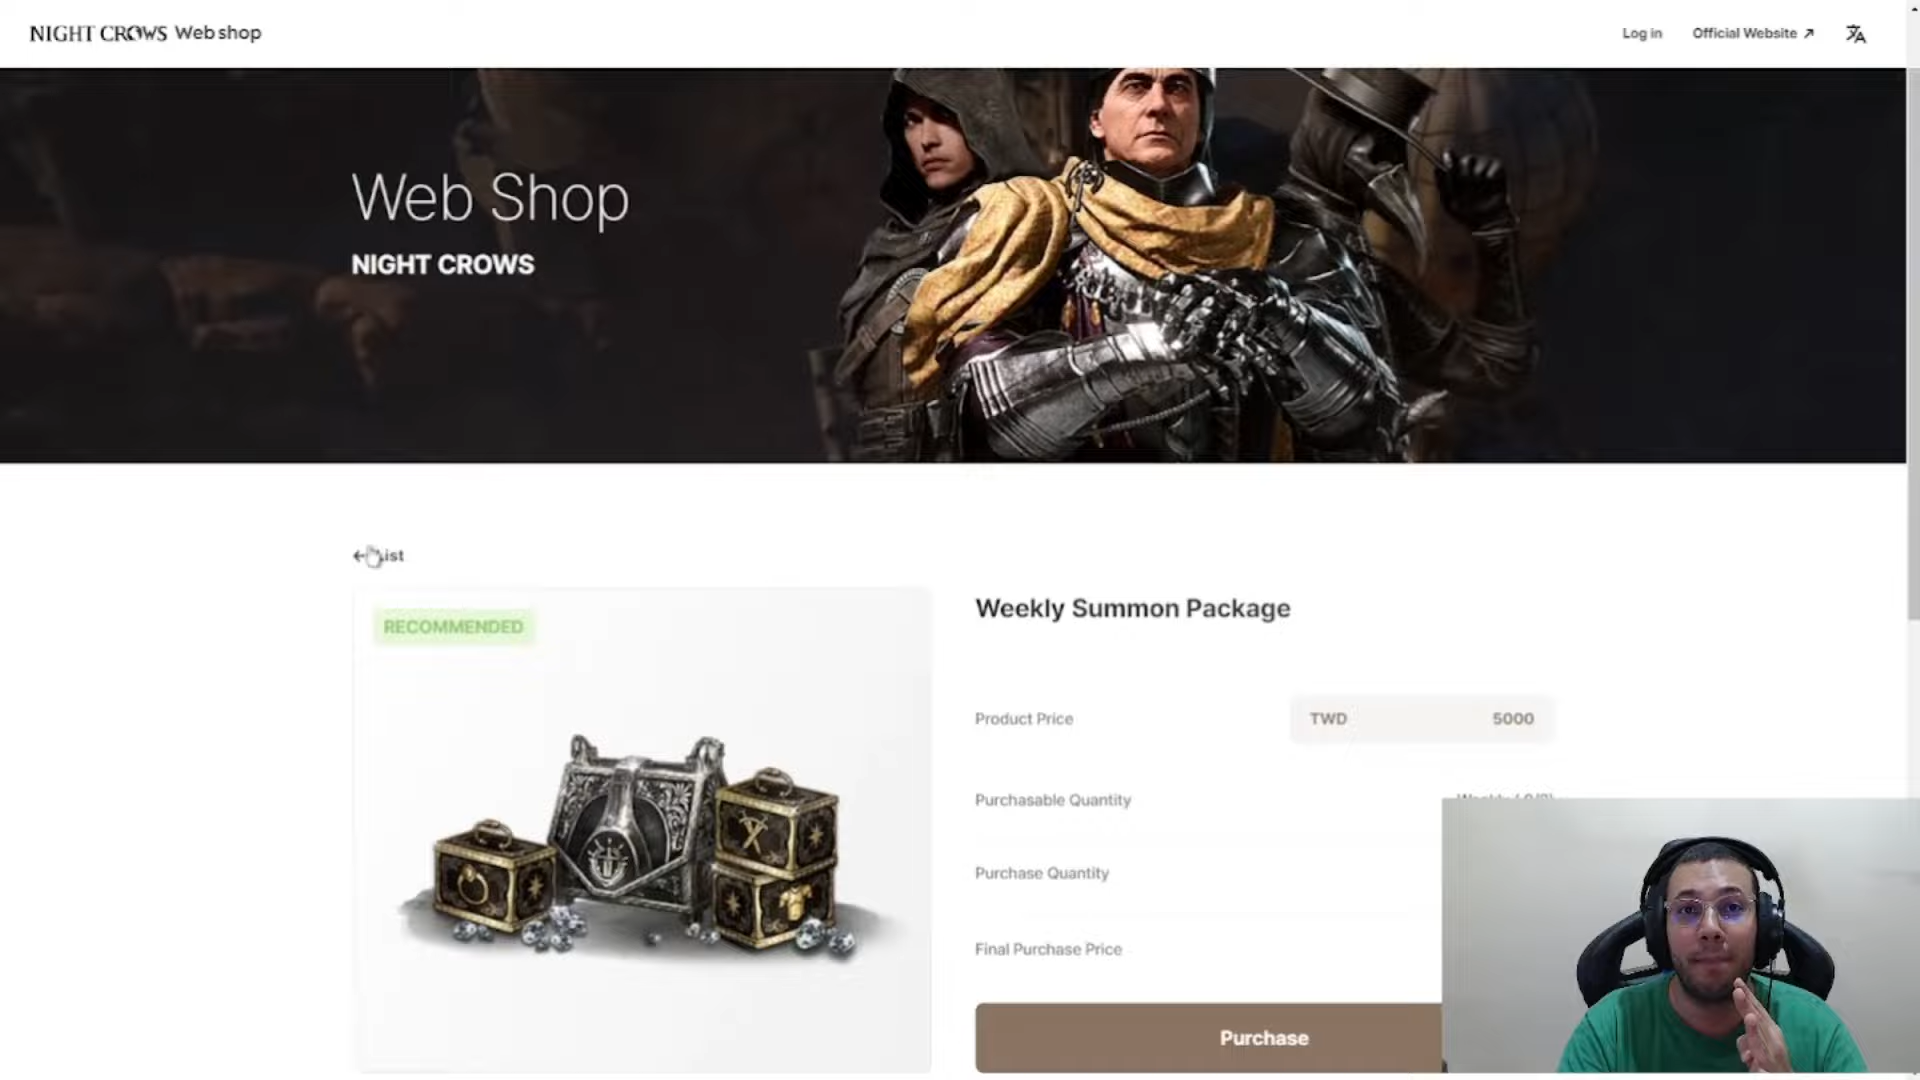 NIGHT CROWS Web shop
Log in
Official Website
Web Shop
NIGHT CROWS
List
RECOMMENDED
Weekly Summon Package
Product Price
TWD 5000
Purchasable Quantity
Purchase Quantity
Final Purchase Price
Purchase